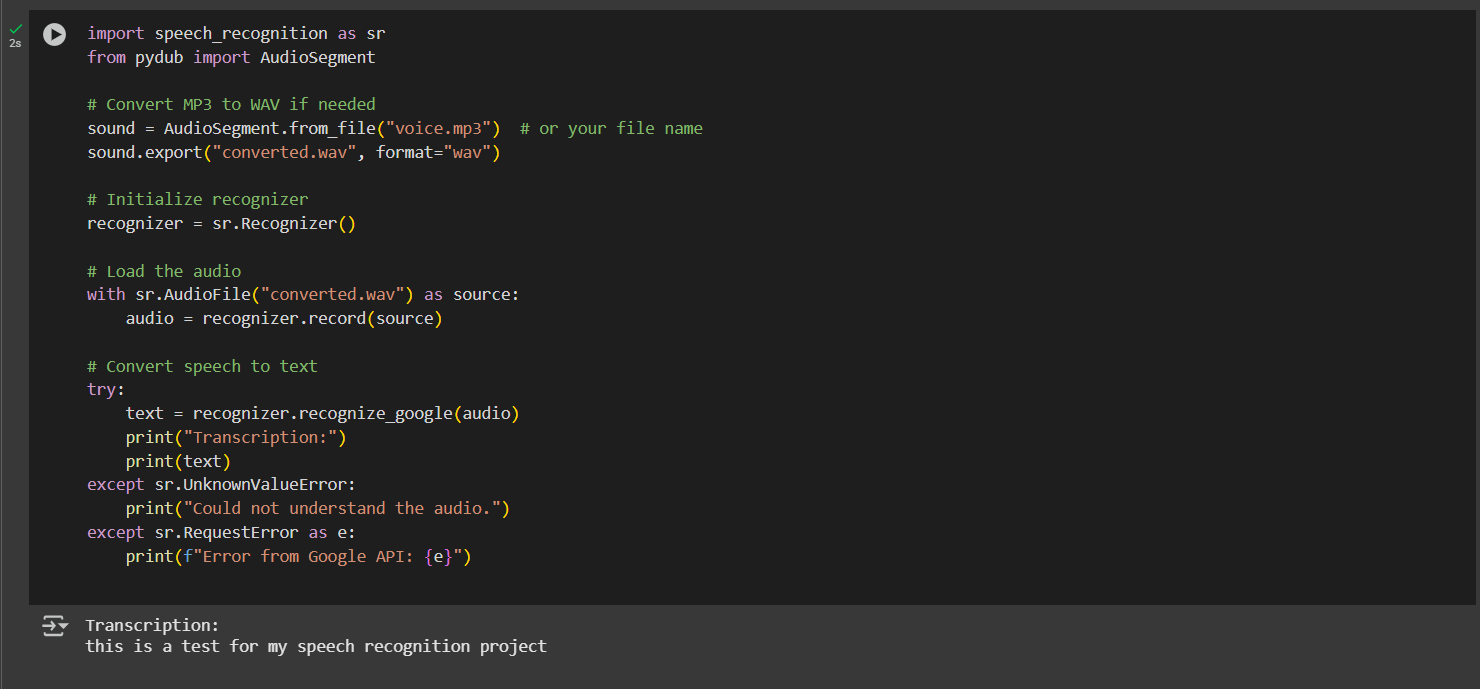 import speech_recognition as sr
2s
from pydub import AudioSegment
# Convert MP3 to WAV if needed
sound = AudioSegment.from_file("voice.mp3")  # or your file name
sound.export("converted.wav", format="wav")
# Initialize recognizer
recognizer = sr.Recognizer()
# Load the audio
with sr.AudioFile("converted.wav") as source:
    audio = recognizer.record(source)
# Convert speech to text
try:
    text = recognizer.recognize_google(audio)
    print("Transcription:")
    print(text)
except sr.UnknownValueError:
    print("Could not understand the audio.")
except sr.RequestError as e:
    print(f"Error from Google API: {e}")
Transcription:
this is a test for my speech recognition project